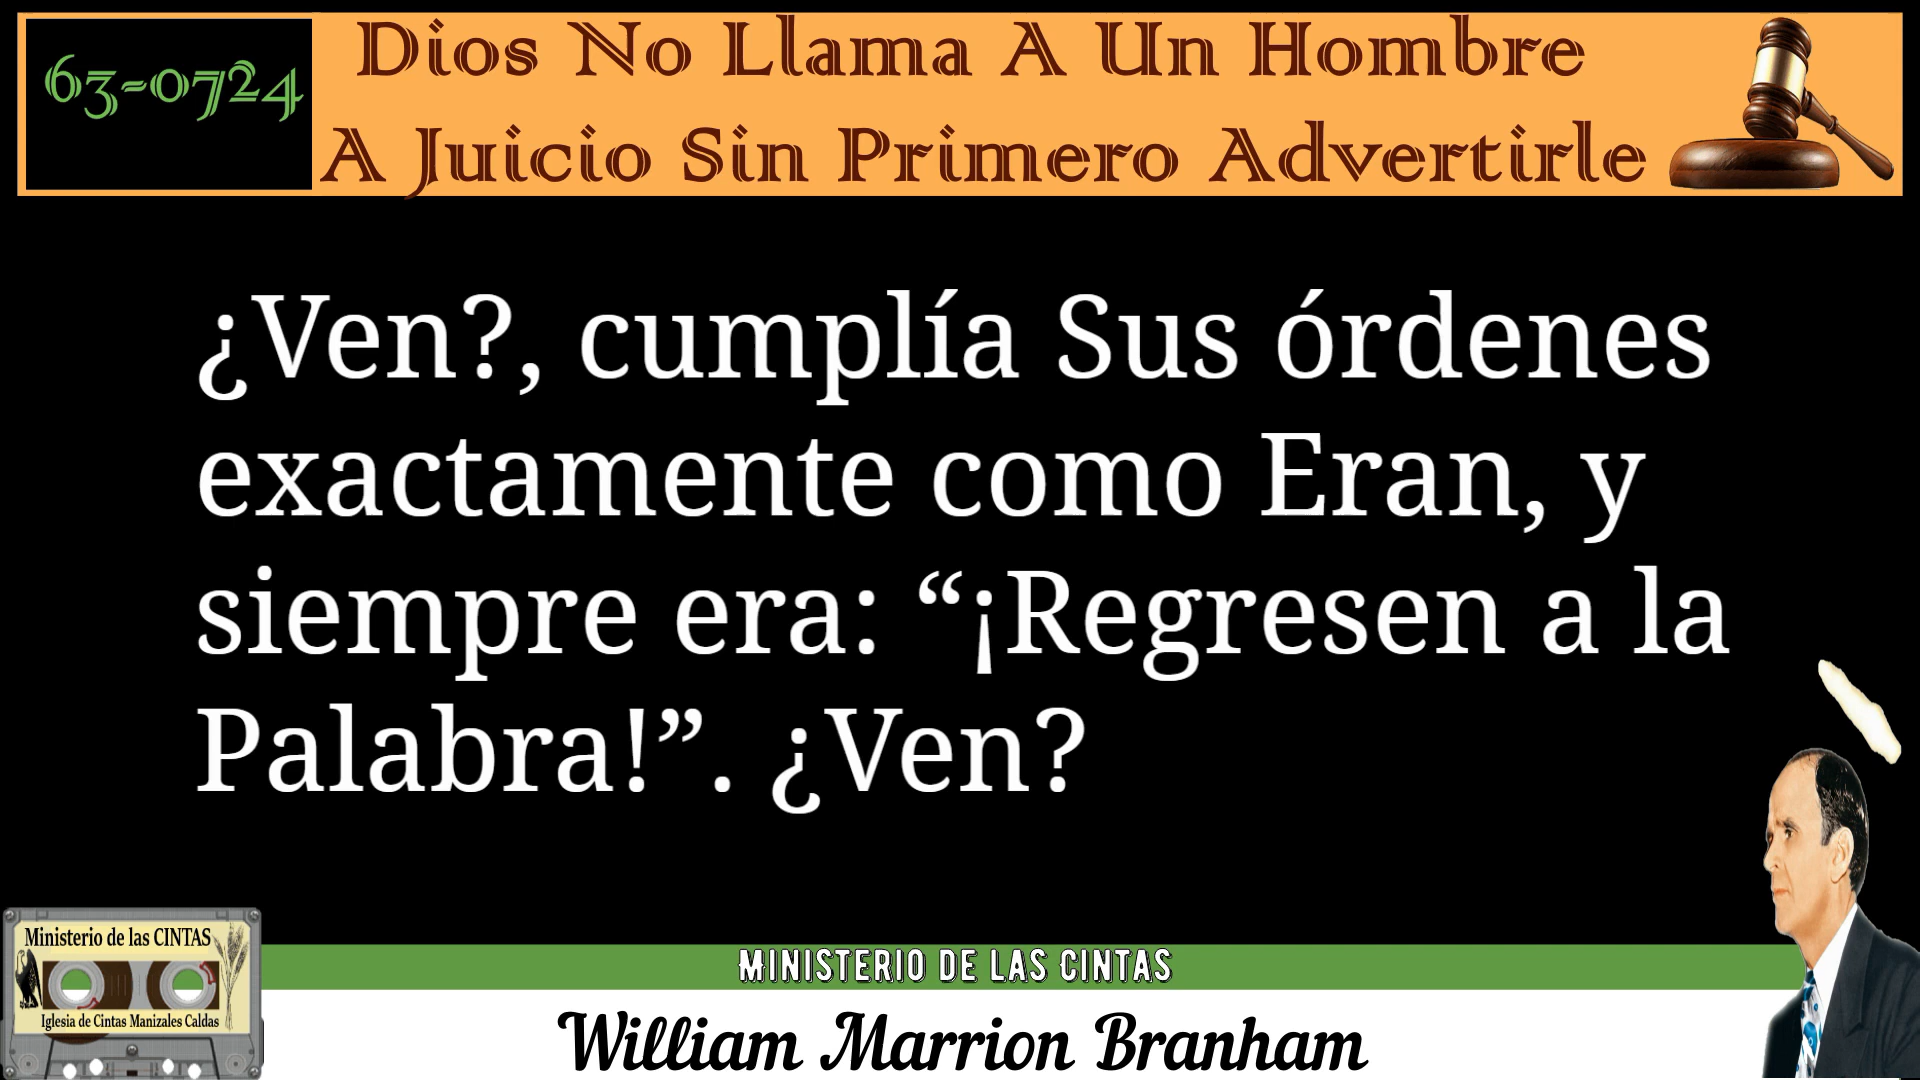 63-0724
Dios No Llama A Un Hombre
A Juicio Sin Primero Advertirle
¿Ven?, cumplía Sus órdenes
exactamente como Eran, y
siempre era: “¡Regresen a la
Palabra!”. ¿Ven?
Ministerio de las CINTAS
Iglesia de Cintas Manizales Caldas
MINISTERIO DE LAS CINTAS
William Marrion Branham